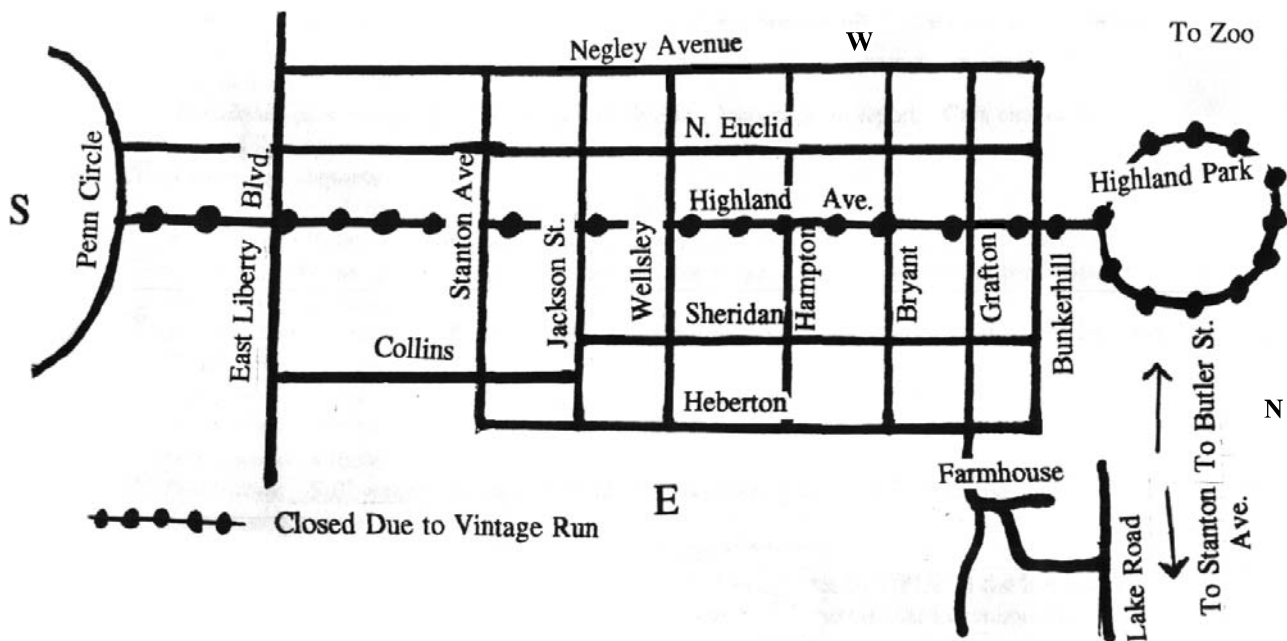 Negley Avenue
W
To Zoo
N. Euclid
Penn Circle
S
East Liberty Blvd.
Stanton Ave
Highland Ave.
Highland Park
Jackson St.
Wellsley
Hampton
Bryant
Grafton
Bunkerhill
Sheridan
Collins
Heberton
To Butler St.
N
To Stanton Ave.
Farmhouse
E
Closed Due to Vintage Run
Lake Road